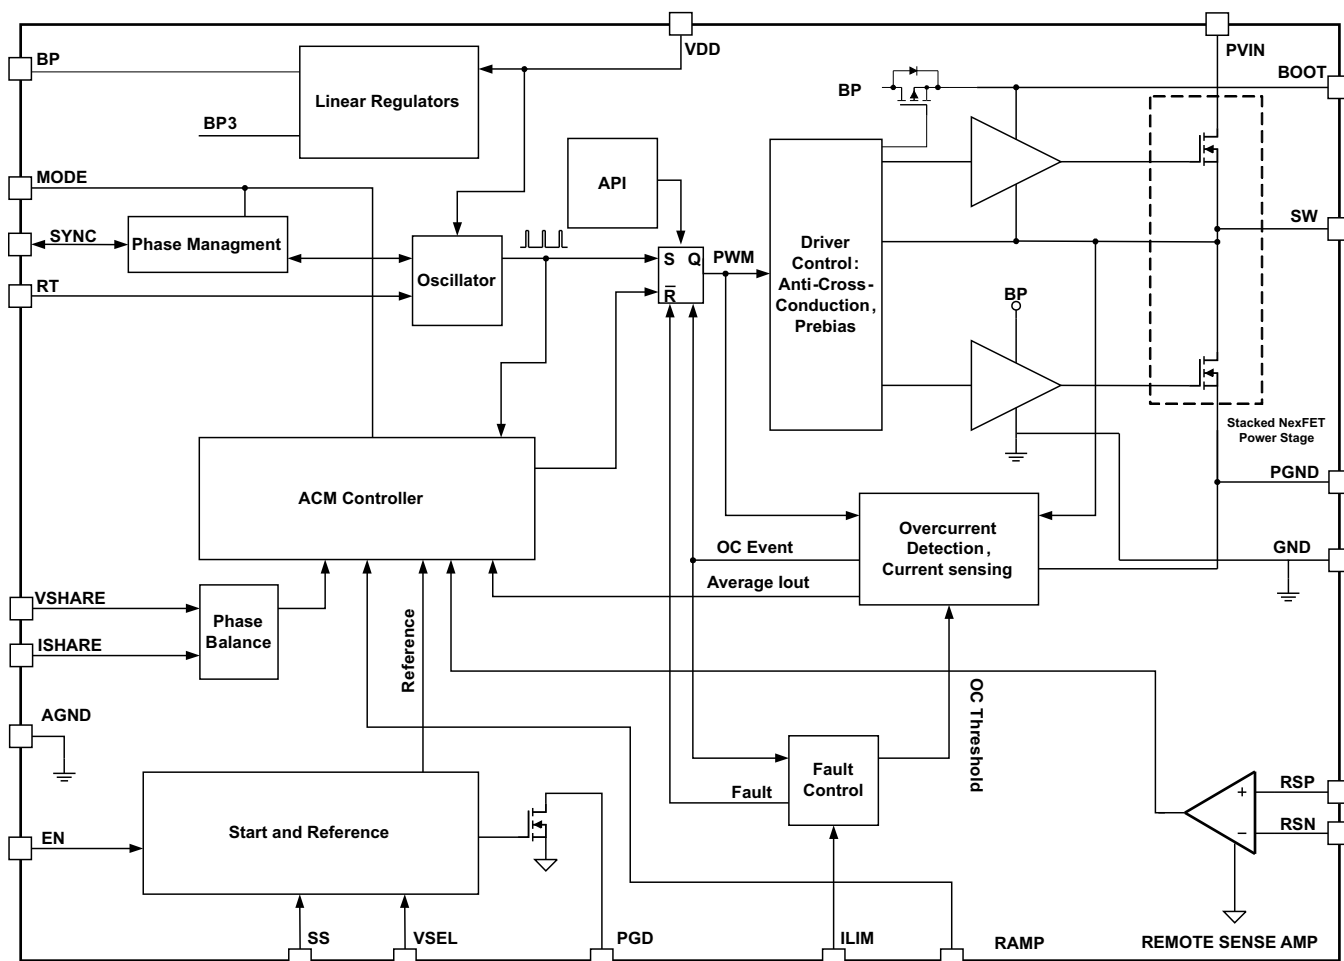 VDD
PVIN
BP
BOOT
Linear Regulators
BP
BP3
MODE
API
SW
SYNC
Phase Managment
Driver
Control:
Anti-Cross-
Conduction,
Prebias
S Q
PWM
Oscillator
RT
R
BP
Stacked NexFET
Power Stage
ACM Controller
PGND
Overcurrent
Detection,
Current sensing
OC Event
GND
Average Iout
VSHARE
Phase
Balance
ISHARE
Reference
OC Threshold
AGND
Fault
Control
Fault
RSP
+
RSN
−
Start and Reference
EN
SS
VSEL
PGD
ILIM
RAMP
REMOTE SENSE AMP